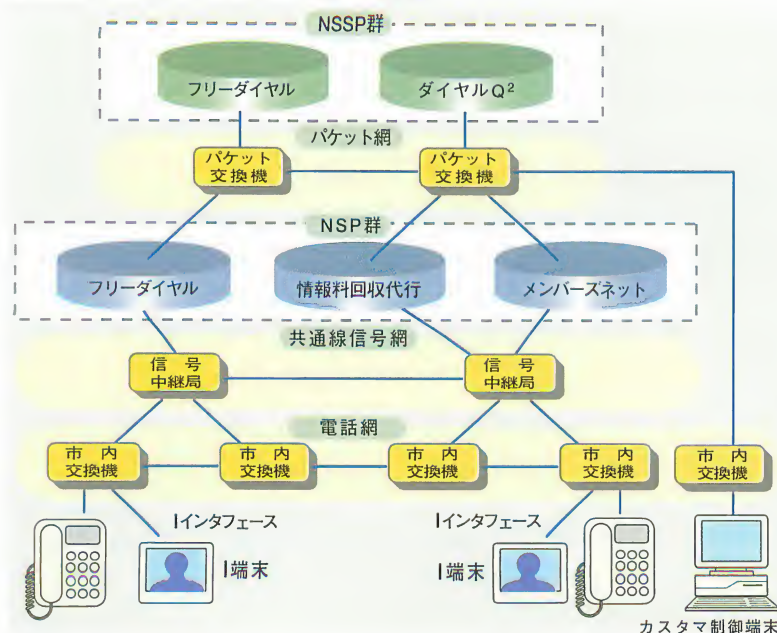 NSSP群
フリーダイヤル
ダイヤルQ²
パケット網
パケット
交換機
パケット
交換機
NSP群
フリーダイヤル
情報料回収代行
メンバーズネット
共通線信号網
信号
中継局
信号
中継局
電話網
市内
交換機
市内
交換機
市内
交換機
市内
交換機
市内
交換機
Iインタフェース
Iインタフェース
I端末
I端末
カスタマ制御端末